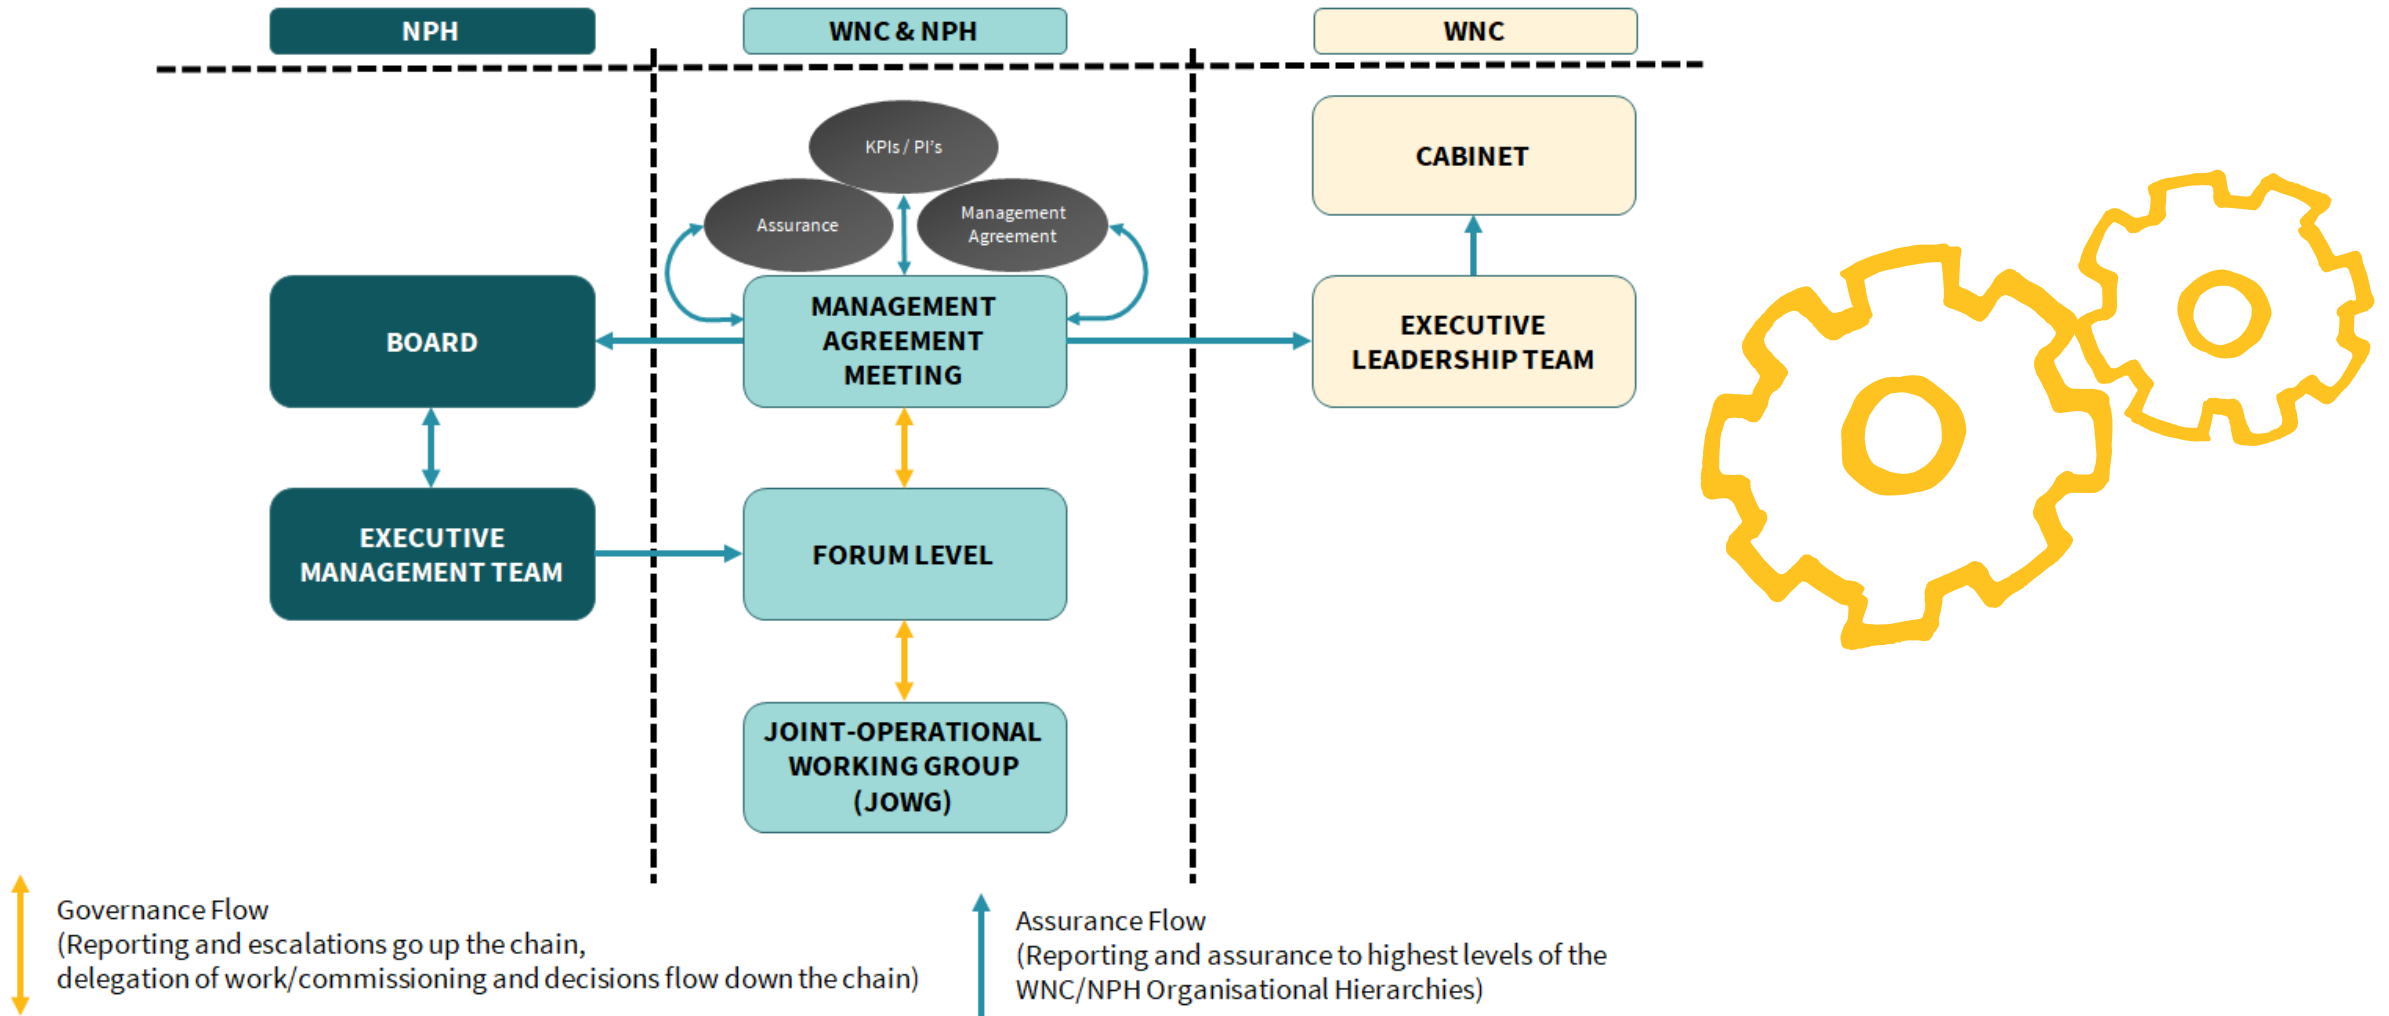 NPH
WNC & NPH
WNC
KPIs / PI's
Assurance
Management
Agreement
CABINET
BOARD
MANAGEMENT
AGREEMENT
MEETING
EXECUTIVE
LEADERSHIP TEAM
EXECUTIVE
MANAGEMENT TEAM
FORUM LEVEL
JOINT-OPERATIONAL
WORKING GROUP
(JOWG)
Governance Flow
(Reporting and escalations go up the chain,
delegation of work/commissioning and decisions flow down the chain)
Assurance Flow
(Reporting and assurance to highest levels of the
WNC/NPH Organisational Hierarchies)